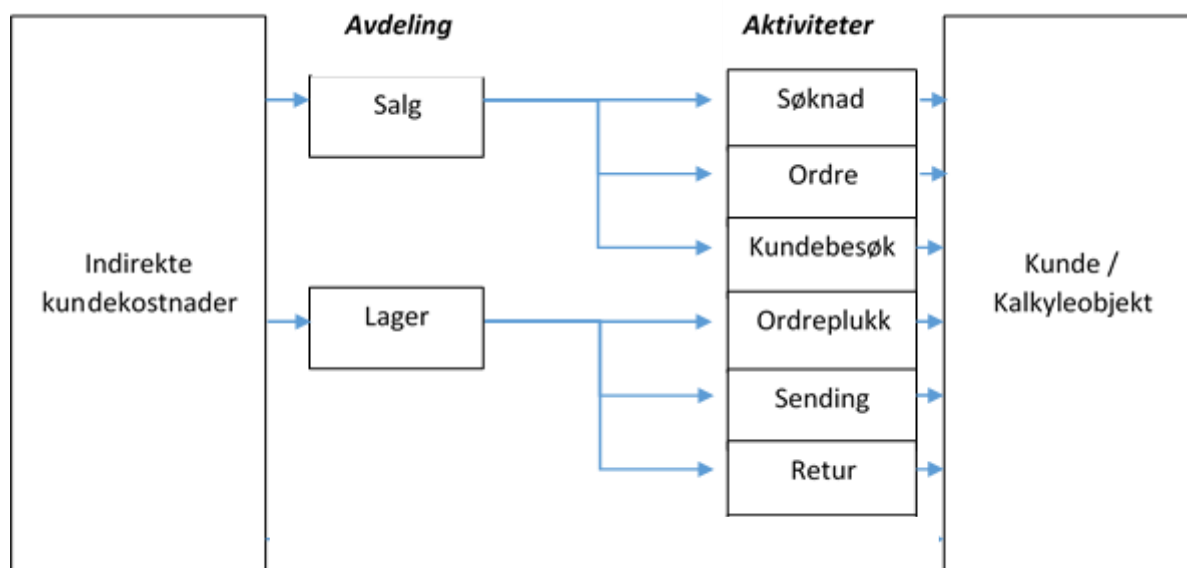 Avdeling
Aktiviteter
Indirekte
kundekostnader
Salg
Lager
Søknad
Ordre
Kundebesøk
Ordreplukk
Sending
Retur
Kunde /
Kalkyleobjekt